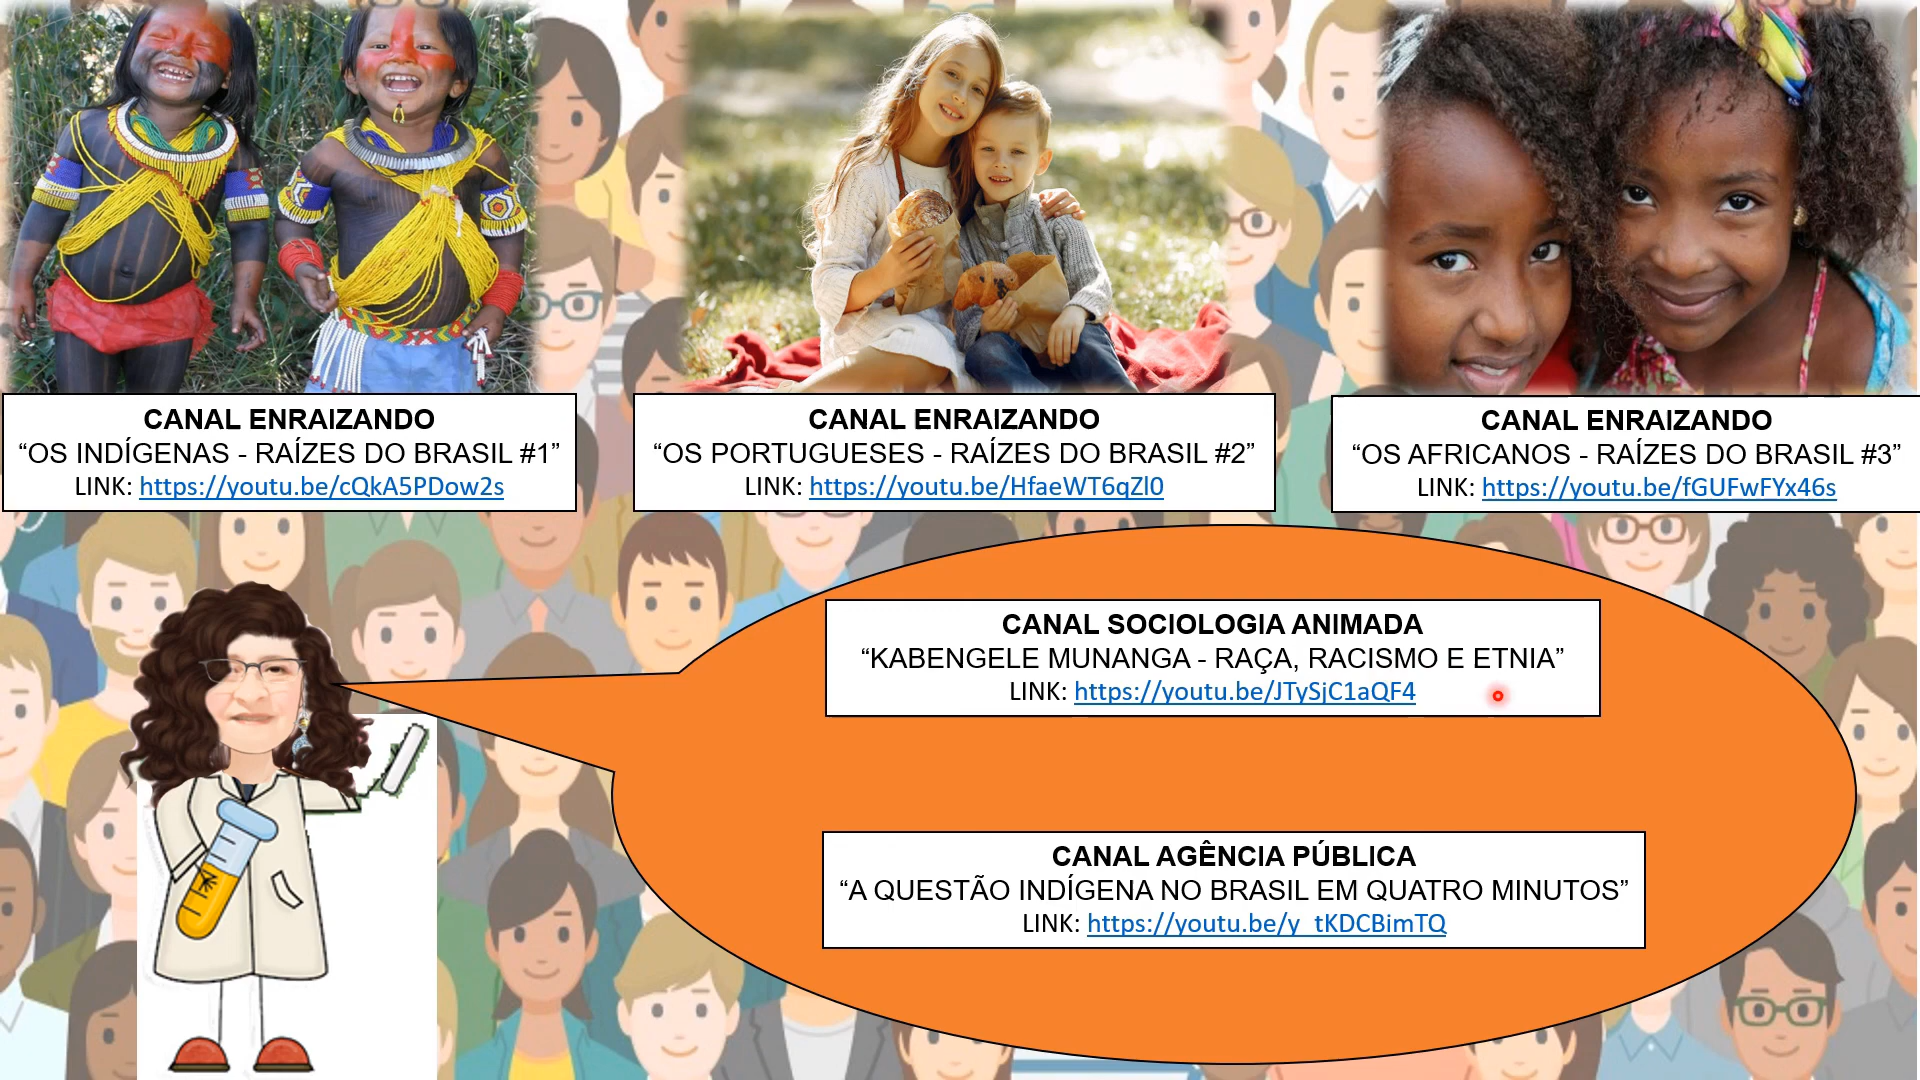 CANAL ENRAIZANDO
“OS INDÍGENAS - RAÍZES DO BRASIL #1”
LINK: https://youtu.be/cQkA5PDow2s
CANAL ENRAIZANDO
“OS PORTUGUESES - RAÍZES DO BRASIL #2”
LINK: https://youtu.be/HfaeWT6qZl0
CANAL ENRAIZANDO
“OS AFRICANOS - RAÍZES DO BRASIL #3”
LINK: https://youtu.be/fGUFwFYx46s
CANAL SOCIOLOGIA ANIMADA
“KABENGELE MUNANGA - RAÇA, RACISMO E ETNIA”
LINK: https://youtu.be/JTySjC1aQF4
CANAL AGÊNCIA PÚBLICA
“A QUESTÃO INDÍGENA NO BRASIL EM QUATRO MINUTOS”
LINK: https://youtu.be/y_tKDCBimTQ